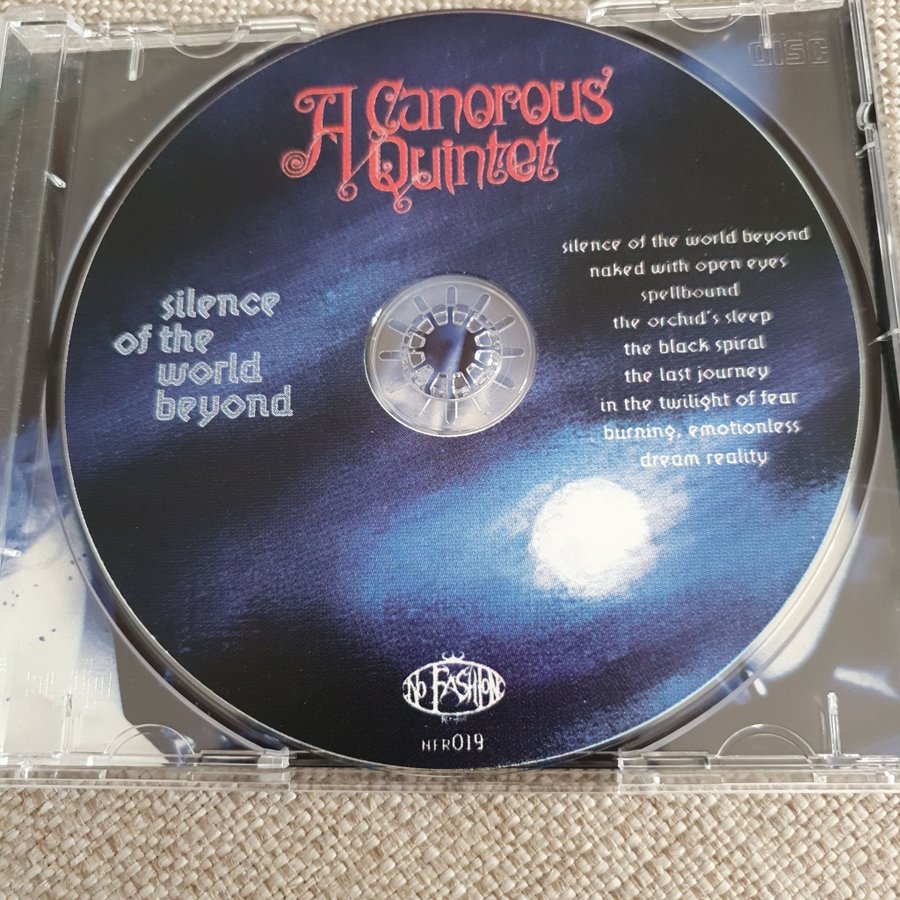 disc
A Canorous
Quintet
silence
of the
world
beyond
silence of the world beyond
naked with open eyes
spellbound
the orchid's sleep
the black spiral
the last journey
in the twilight of fear
burning, emotionless
dream reality
No Fashion
NFR019